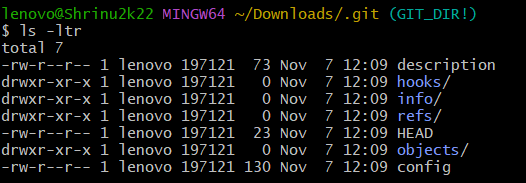 lenovo@Shrinu2k22 MINGW64 ~/Downloads/.git (GIT_DIR!)
$ ls -ltr
total 7
-rw-r--r-- 1 lenovo 197121  73 Nov  7 12:09 description
drwxr-xr-x 1 lenovo 197121   0 Nov  7 12:09 hooks/
drwxr-xr-x 1 lenovo 197121   0 Nov  7 12:09 info/
drwxr-xr-x 1 lenovo 197121   0 Nov  7 12:09 refs/
-rw-r--r-- 1 lenovo 197121  23 Nov  7 12:09 HEAD
drwxr-xr-x 1 lenovo 197121   0 Nov  7 12:09 objects/
-rw-r--r-- 1 lenovo 197121 130 Nov  7 12:09 config